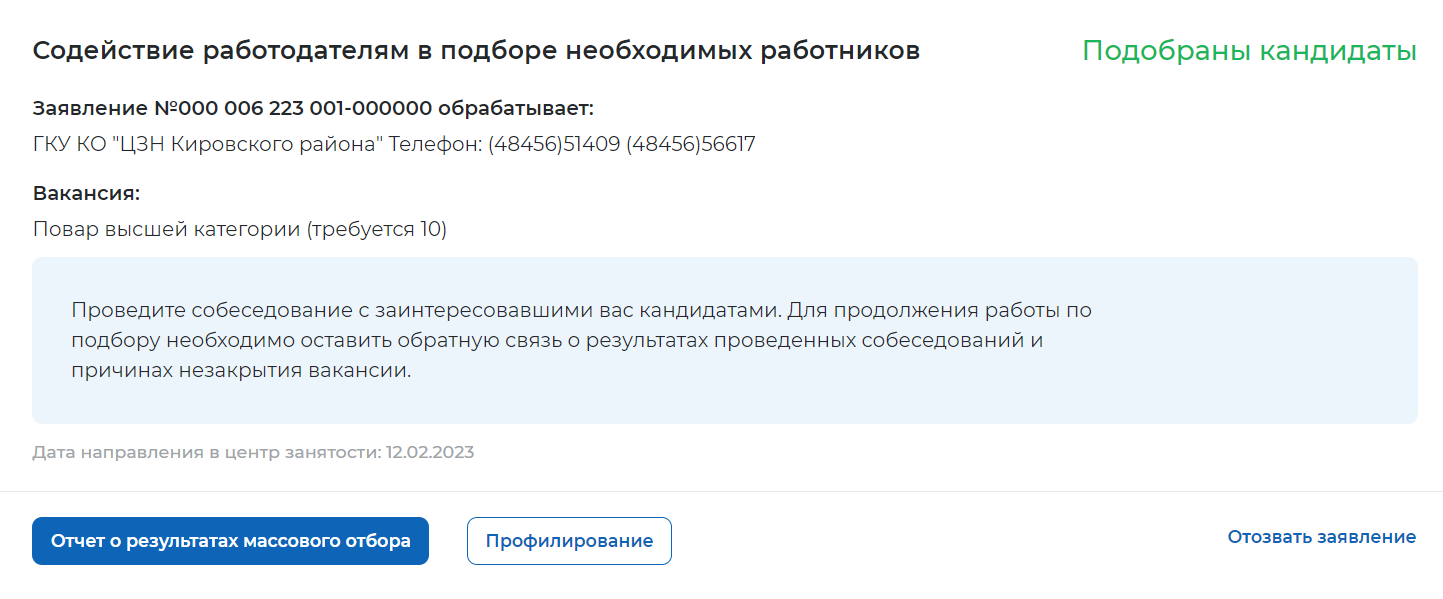 Содействие работодателям в подборе необходимых работников
Подобраны кандидаты
Заявление №000 006 223 001-000000 обрабатывает:
ГКУ КО "ЦЗН Кировского района" Телефон: (48456)51409 (48456)56617
Вакансия:
Повар высшей категории (требуется 10)
Проведите собеседование с заинтересовавшими вас кандидатами. Для продолжения работы по
подбору необходимо оставить обратную связь о результатах проведенных собеседований и
причинах незакрытия вакансии.
Дата направления в центр занятости: 12.02.2023
Отчет о результатах массового отбора
Профилирование
Отозвать заявление